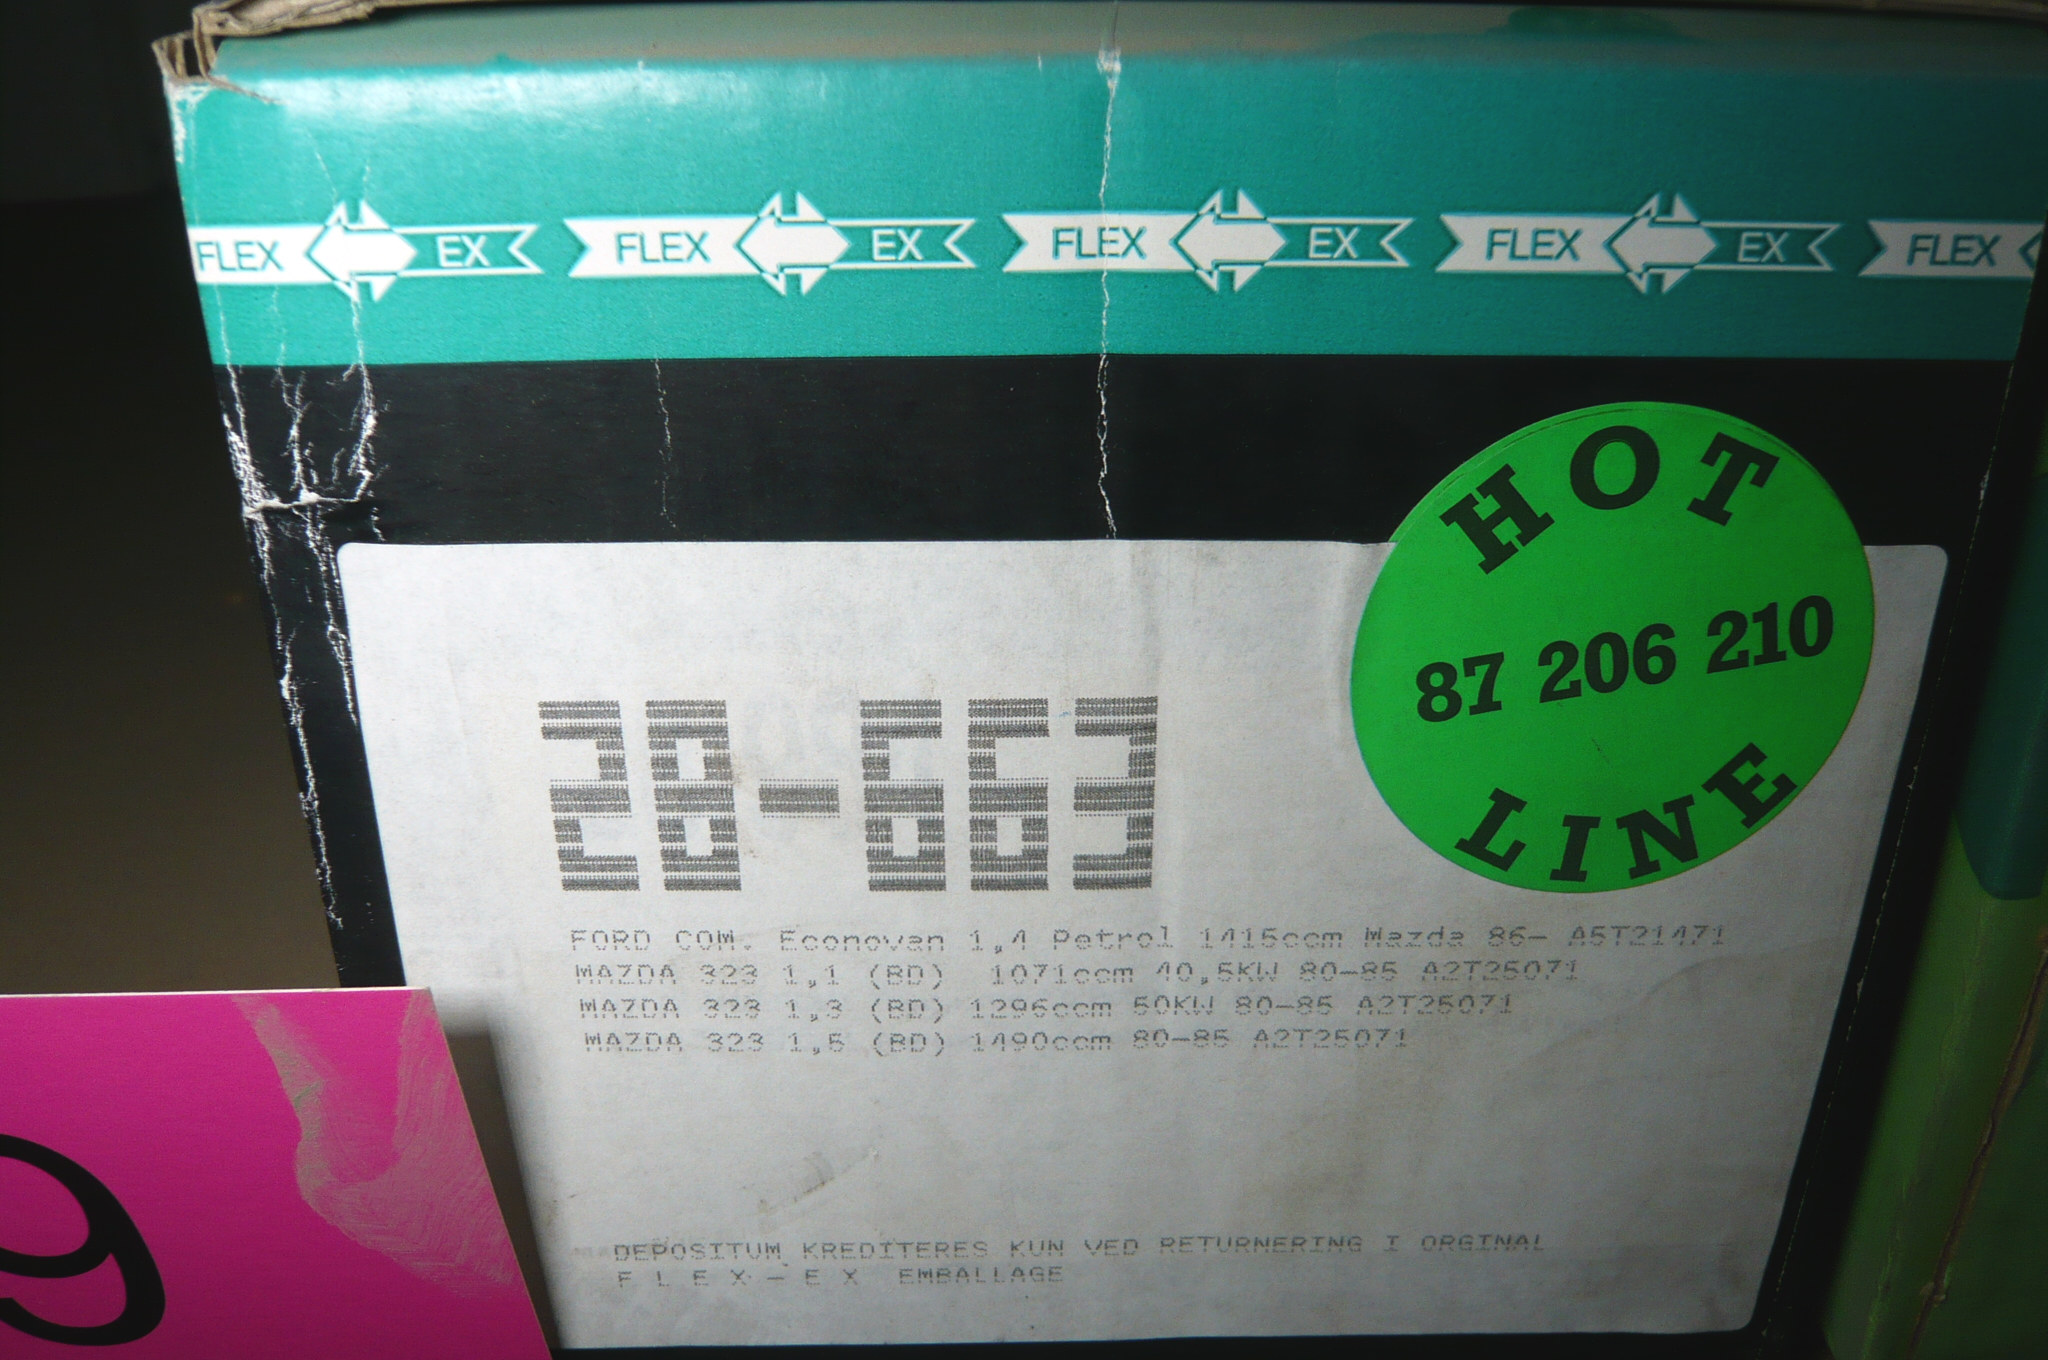 FLEX EX FLEX EX FLEX EX FLEX EX FLEX
HOT
87 206 210
LINE
28-663
FORD COM. Econovan 1,4 Petrol 1415ccm Mazda 86- A5T21471
MAZDA 323 1,1 (BD) 1071ccm 40,5KW 80-85 A2T25071
MAZDA 323 1,3 (BD) 1296ccm 50KW 80-85 A2T25071
MAZDA 323 1,5 (BD) 1490ccm 80-85 A2T25071
DEPOSITUM KREDITERES KUN VED RETURNERING I ORGINAL
F L E X - E X EMBALLAGE